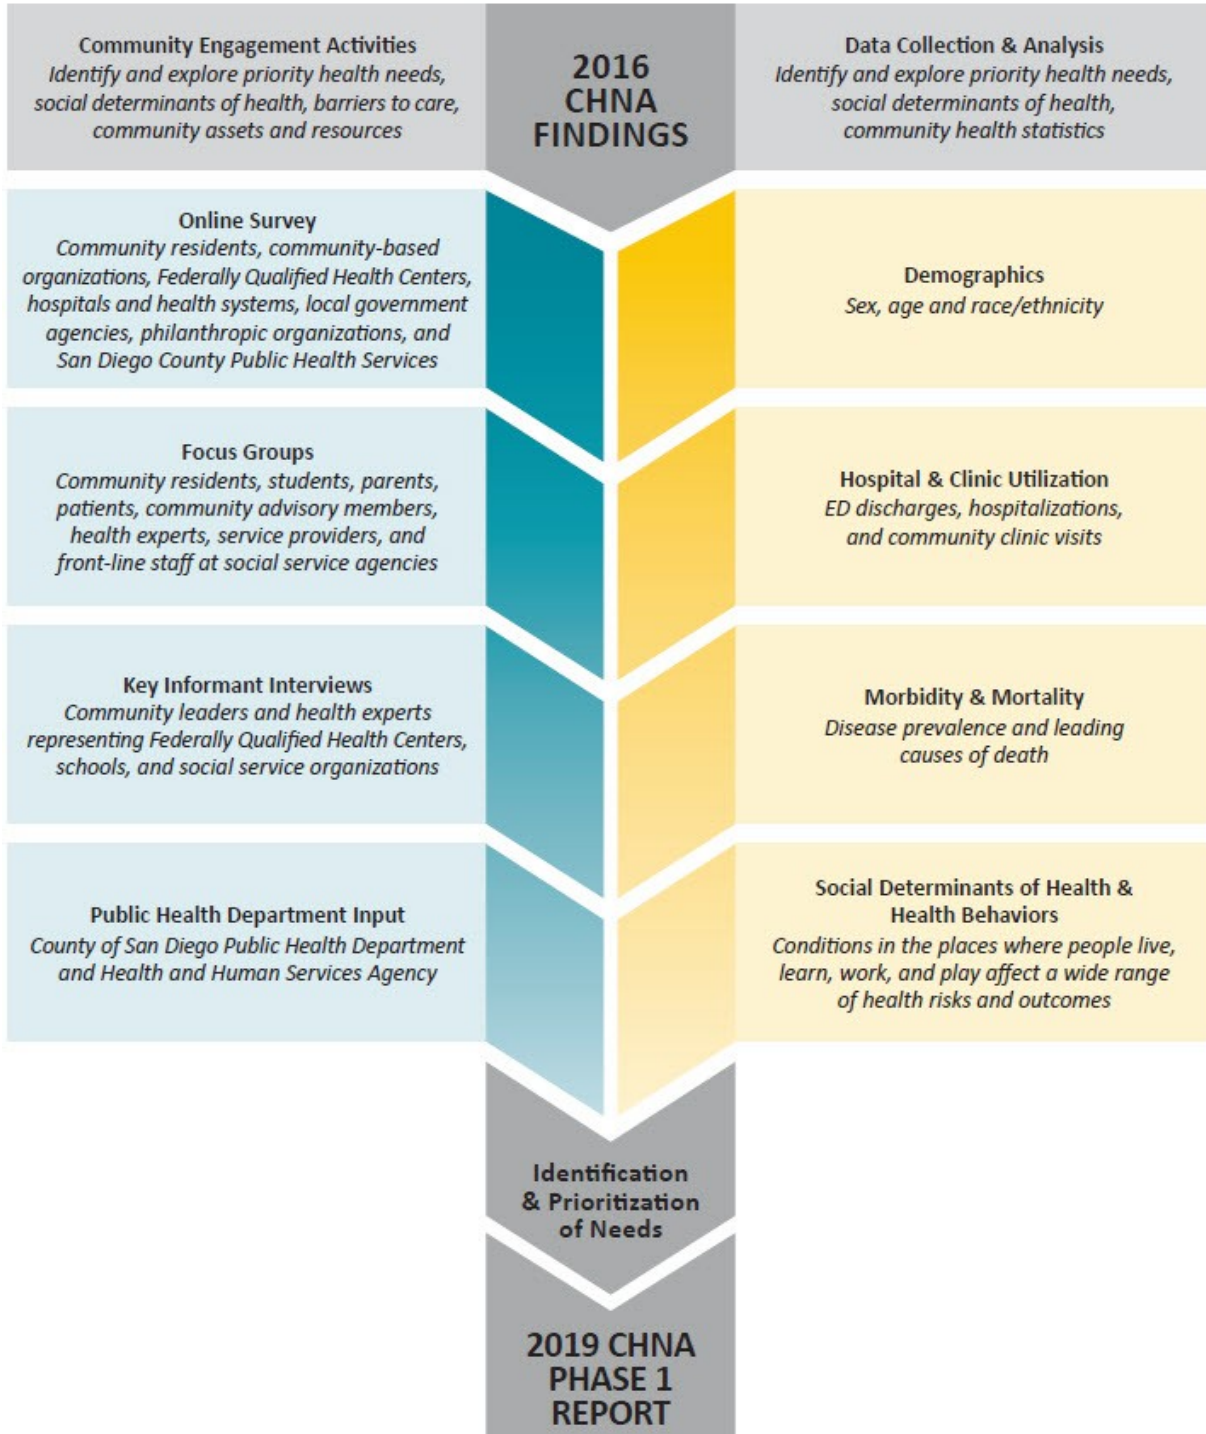 Community Engagement Activities
Identify and explore priority health needs,
social determinants of health, barriers to care,
community assets and resources
2016
CHNA
FINDINGS
Data Collection & Analysis
Identify and explore priority health needs,
social determinants of health,
community health statistics
Online Survey
Community residents, community-based
organizations, Federally Qualified Health Centers,
hospitals and health systems, local government
agencies, philanthropic organizations, and
San Diego County Public Health Services
Demographics
Sex, age and race/ethnicity
Focus Groups
Community residents, students, parents,
patients, community advisory members,
health experts, service providers, and
front-line staff at social service agencies
Hospital & Clinic Utilization
ED discharges, hospitalizations,
and community clinic visits
Key Informant Interviews
Community leaders and health experts
representing Federally Qualified Health Centers,
schools, and social service organizations
Morbidity & Mortality
Disease prevalence and leading
causes of death
Public Health Department Input
County of San Diego Public Health Department
and Health and Human Services Agency
Social Determinants of Health &
Health Behaviors
Conditions in the places where people live,
learn, work, and play affect a wide range
of health risks and outcomes
Identification
& Prioritization
of Needs
2019 CHNA
PHASE 1
REPORT